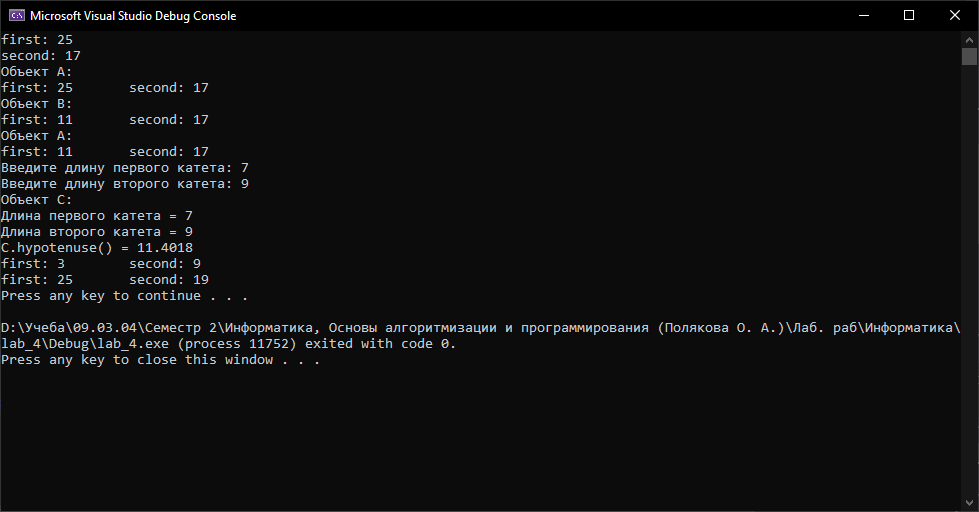 Microsoft Visual Studio Debug Console
first: 25
second: 17
Объект A:
first: 25       second: 17
Объект B:
first: 11       second: 17
Объект A:
first: 11       second: 17
Введите длину первого катета: 7
Введите длину второго катета: 9
Объект C:
Длина первого катета = 7
Длина второго катета = 9
C.hypotenuse() = 11.4018
first: 3        second: 9
first: 25       second: 19
Press any key to continue . . .
D:\Учеба\09.03.04\Семестр 2\Информатика, Основы алгоритмизации и программирования (Полякова О. А.)\Лаб. раб\Информатика\
lab_4\Debug\lab_4.exe (process 11752) exited with code 0.
Press any key to close this window . . .